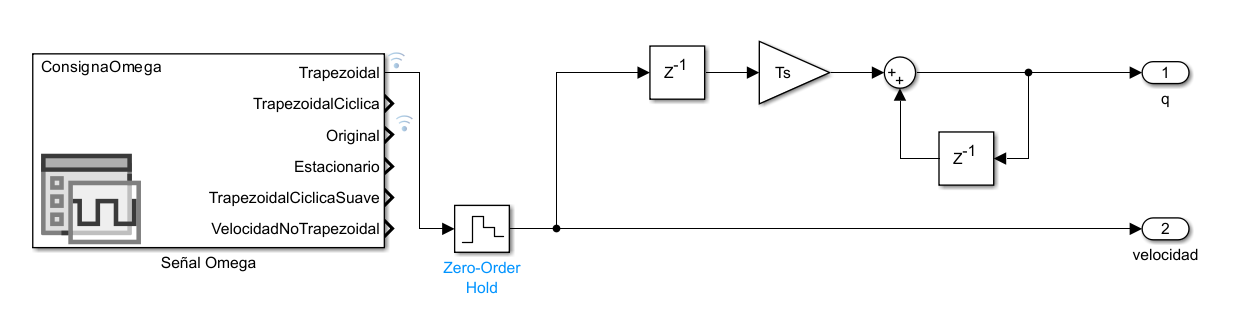 ConsignaOmega
Trapezoidal
TrapezoidalCiclica
Original
Estacionario
TrapezoidalCiclicaSuave
VelocidadNoTrapezoidal
Señal Omega
Zero-Order
Hold
Z-1
Ts
++
Z-1
1
q
2
velocidad